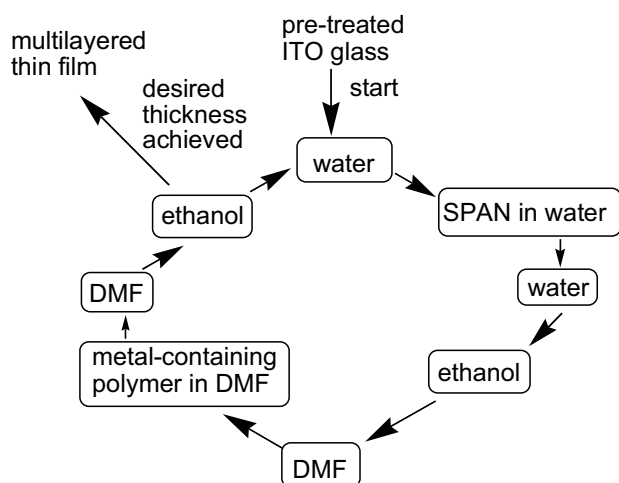 multilayered
thin film
pre-treated
ITO glass
desired
thickness
achieved
start
water
ethanol
SPAN in water
DMF
water
metal-containing
polymer in DMF
ethanol
DMF